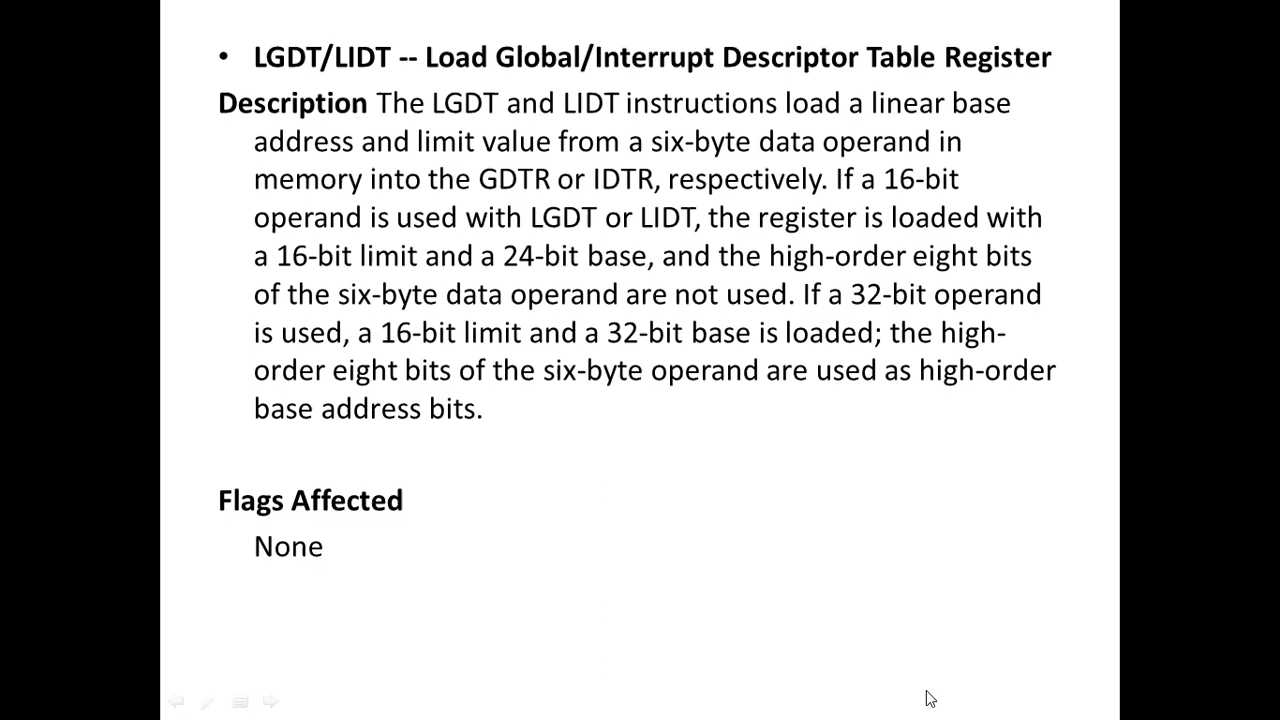 • LGDT/LIDT -- Load Global/Interrupt Descriptor Table Register
Description The LGDT and LIDT instructions load a linear base
address and limit value from a six-byte data operand in
memory into the GDTR or IDTR, respectively. If a 16-bit
operand is used with LGDT or LIDT, the register is loaded with
a 16-bit limit and a 24-bit base, and the high-order eight bits
of the six-byte data operand are not used. If a 32-bit operand
is used, a 16-bit limit and a 32-bit base is loaded; the high-
order eight bits of the six-byte operand are used as high-order
base address bits.
Flags Affected
None